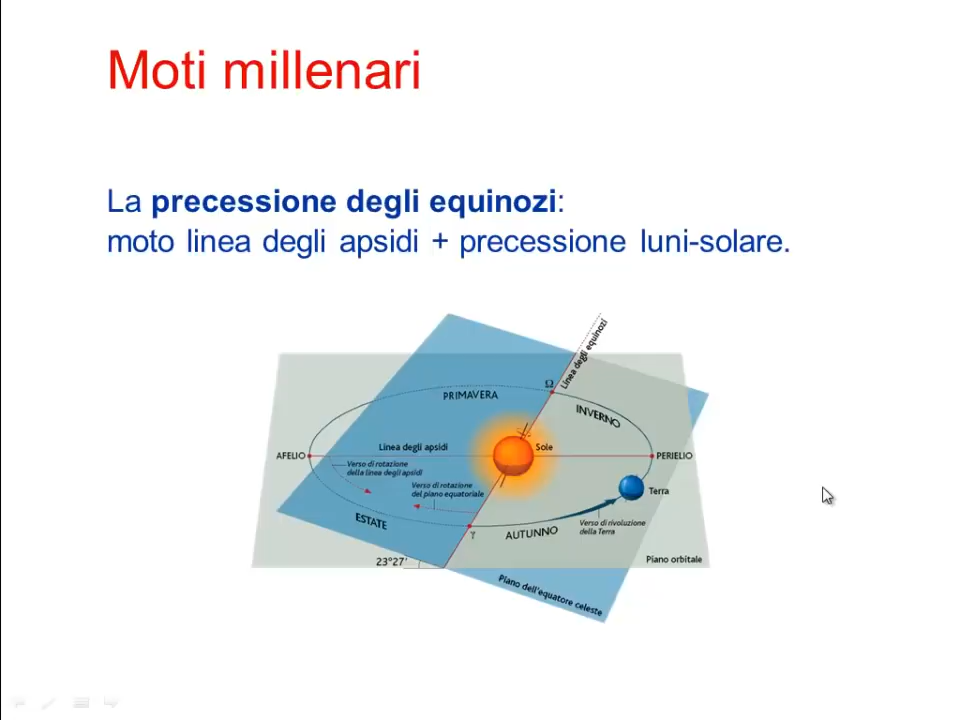 Moti millenari
La precessione degli equinozi:
moto linea degli apsidi + precessione luni-solare.
Linea degli equinozi
Ω
PRIMAVERA
INVERNO
Linea degli apsidi
Sole
AFELIO
PERIELIO
Verso di rotazione
della linea degli apsidi
Verso di rotazione
del piano equatoriale
Terra
ESTATE
γ
AUTUNNO
Verso di rivoluzione
della Terra
23°27'
Piano orbitale
Piano dell'equatore celeste